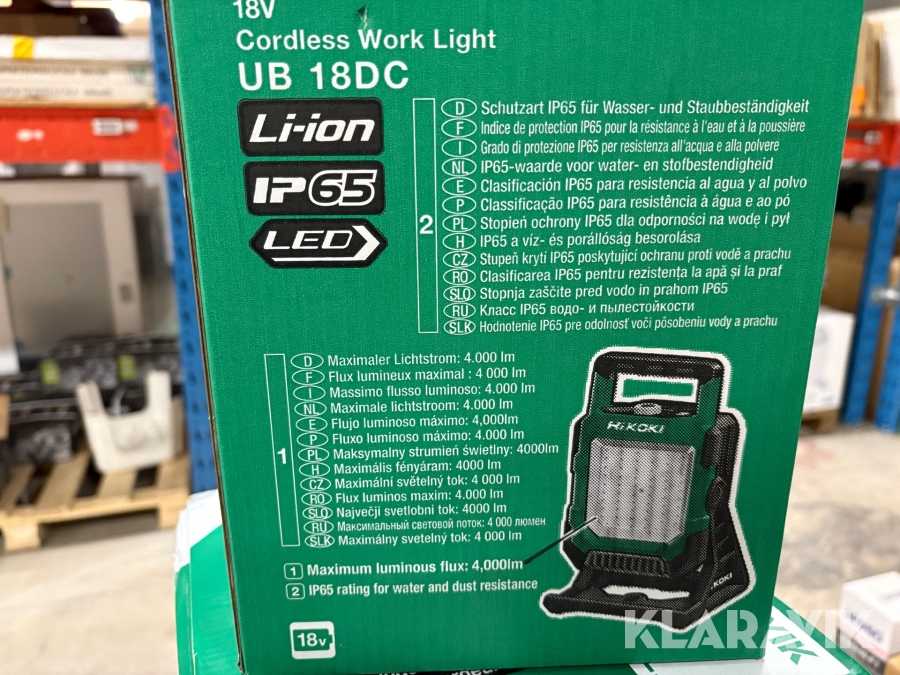 18V
Cordless Work Light
UB 18DC
Li-ion
IP65
LED
2
D Schutzart IP65 für Wasser- und Staubbeständigkeit
F Indice de protection IP65 pour la résistance à l'eau et à la poussière
I Grado di protezione IP65 per resistenza all'acqua e alla polvere
NL IP65-waarde voor water- en stofbestendigheid
E Clasificación IP65 para resistencia al agua y al polvo
P Classificação IP65 para resistência à água e ao pó
PL Stopień ochrony IP65 dla odporności na wodę i pył
H IP65 a víz- és porállóság besorolása
CZ Stupeň krytí IP65 poskytující ochranu proti vodě a prachu
RO Clasificarea IP65 pentru rezistența la apă și la praf
SLO Stopnja zaščite pred vodo in prahom IP65
RU Класс IP65 водо- и пылестойкости
SLK Hodnotenie IP65 pre odolnosť voči pôsobeniu vody a prachu
1
D Maximaler Lichtstrom: 4.000 lm
F Flux lumineux maximal : 4 000 lm
I Massimo flusso luminoso: 4.000 lm
NL Maximale lichtstroom: 4.000 lm
E Flujo luminoso máximo: 4,000lm
P Fluxo luminoso máximo: 4.000 lm
PL Maksymalny strumień świetlny: 4000lm
H Maximális fényáram: 4000 lm
CZ Maximální světelný tok: 4 000 lm
RO Flux luminos maxim: 4.000 lm
SLO Največji svetlobni tok: 4000 lm
RU Максимальный световой поток: 4 000 люмен
SLK Maximálny svetelný tok: 4 000 lm
1 Maximum luminous flux: 4,000lm
2 IP65 rating for water and dust resistance
HiKOKI
HiKOKI
18v
KLARAVIK